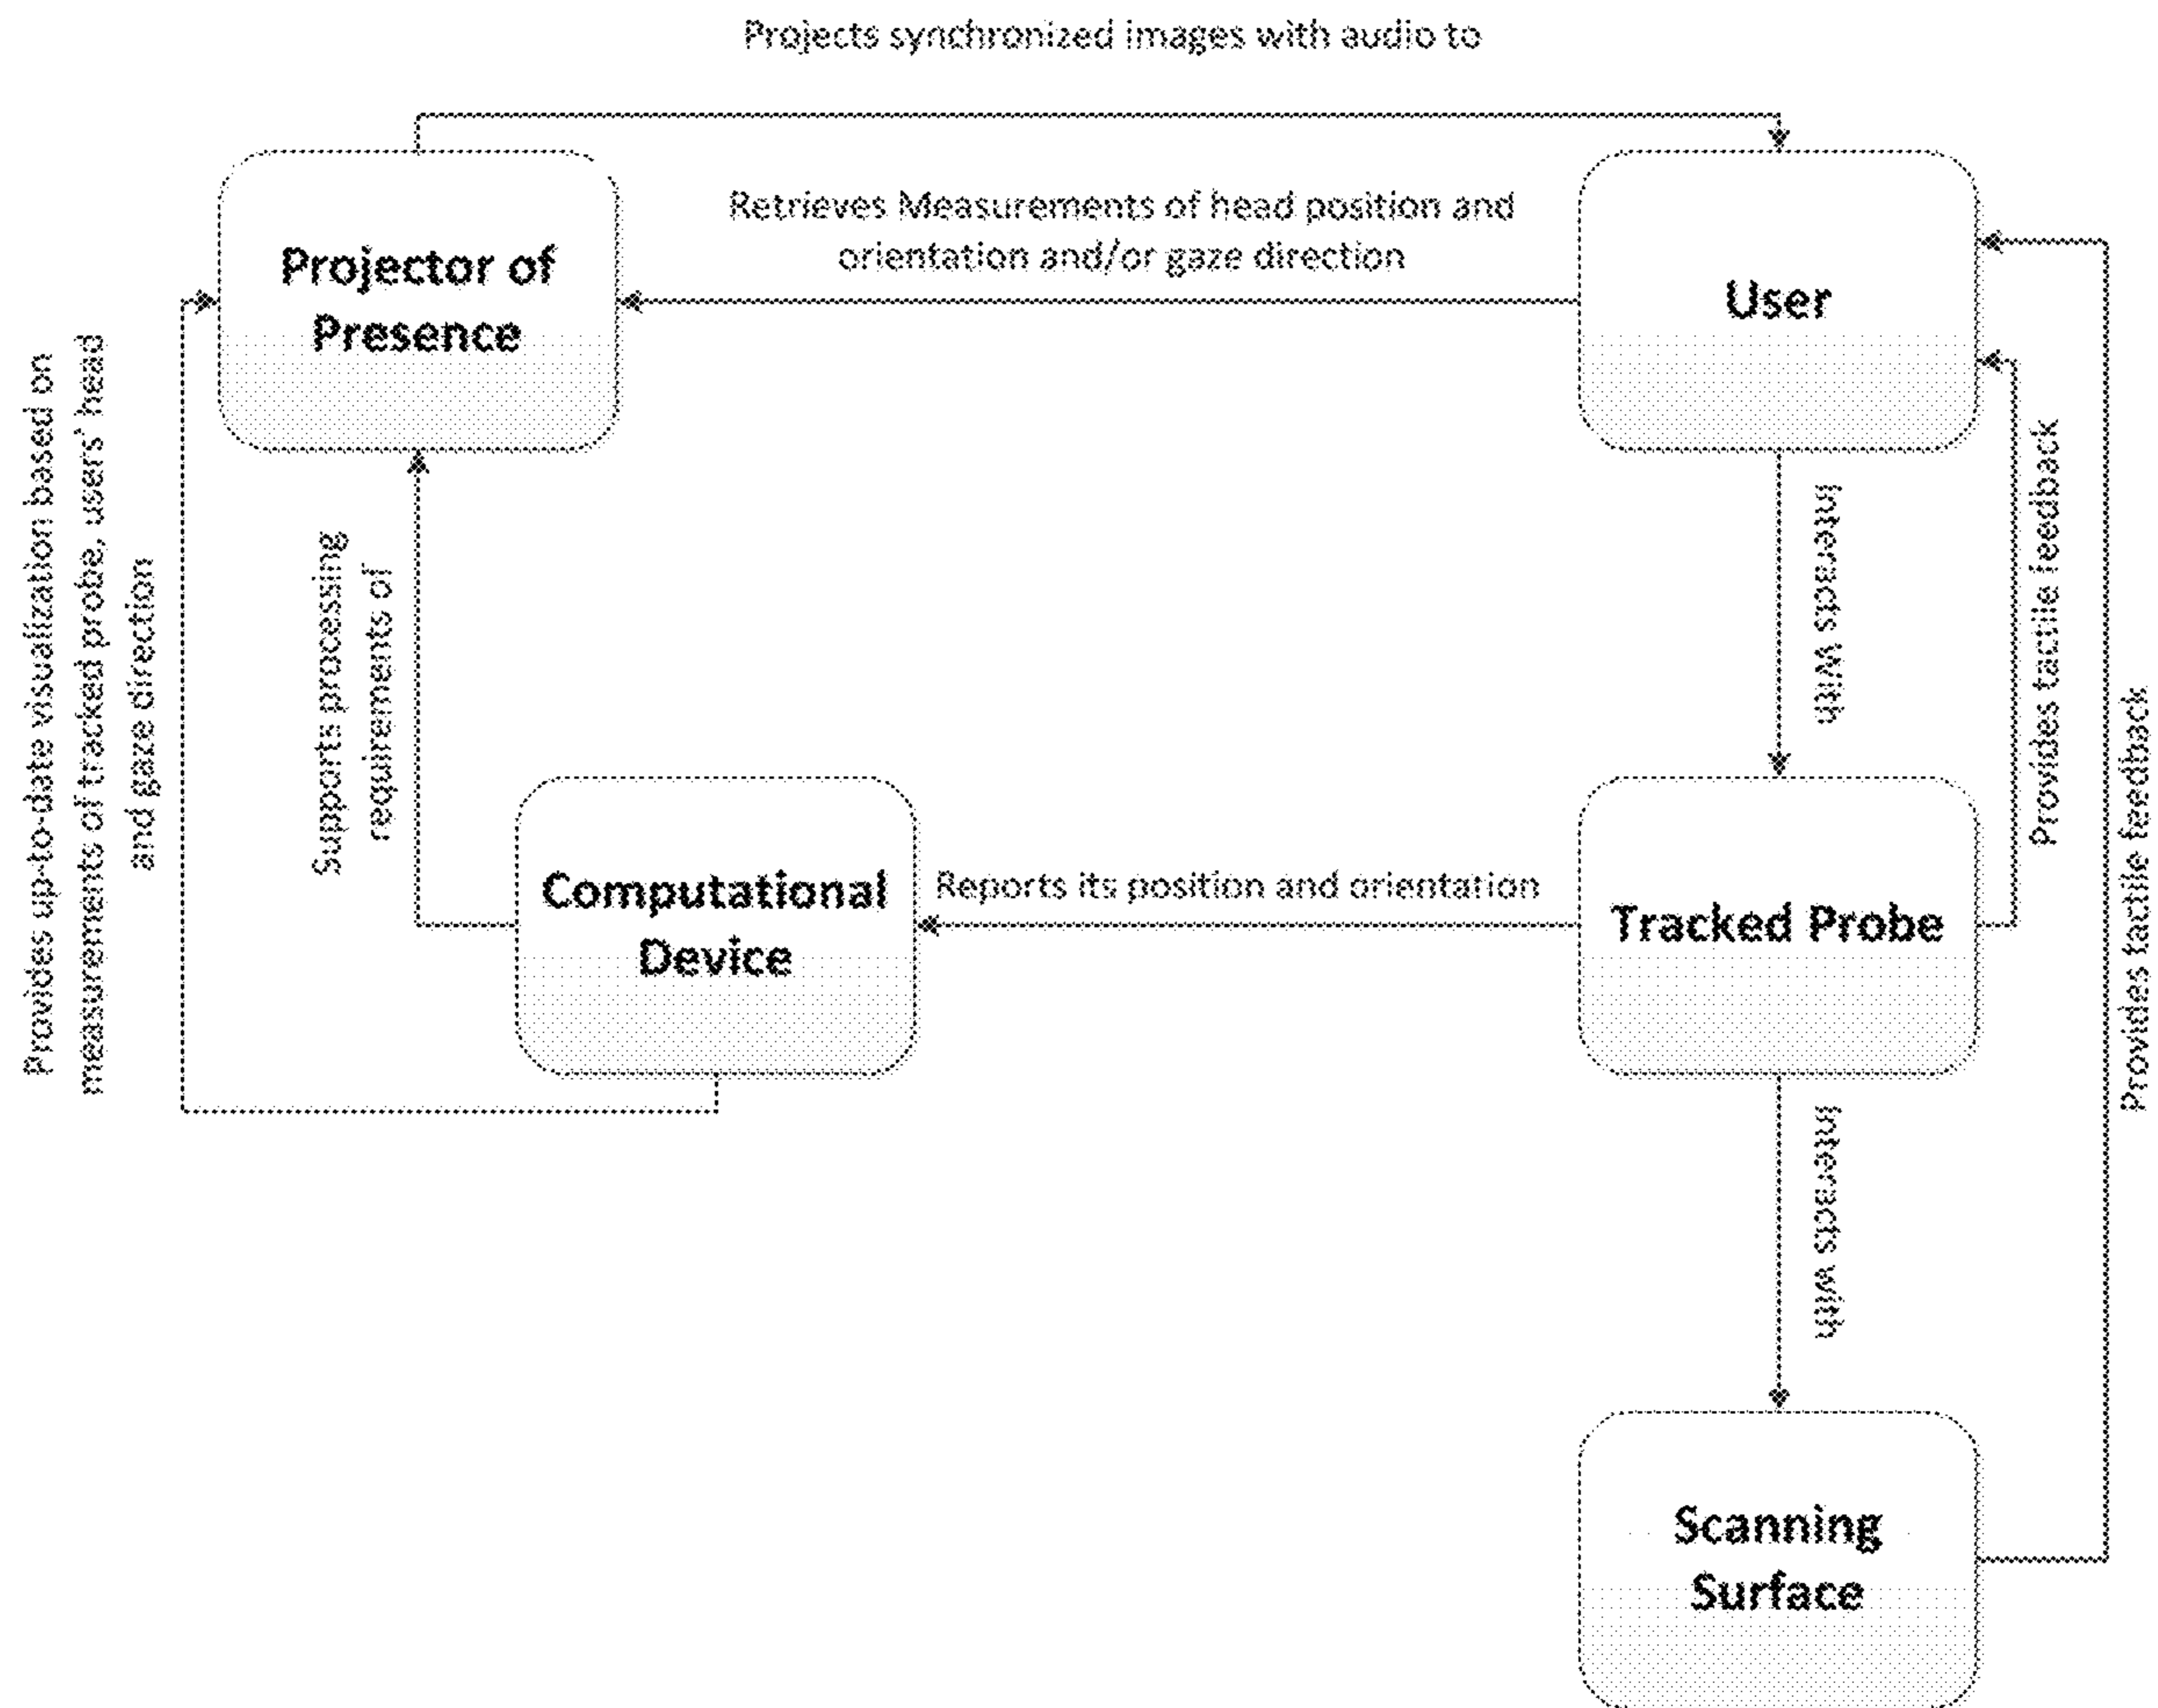 Projects synchronized images with audio to
Projector of
Presence
Retrieves Measurements of head position and
orientation and/or gaze direction
User
Provides up-to-date visualization based on
measurements of tracked probe, users' head
and gaze direction
Supports processing
requirements of
Interacts With
Provides tactile feedback
Provides tactile feedback
Computational
Device
Reports its position and orientation
Tracked Probe
Interacts with
Scanning
Surface